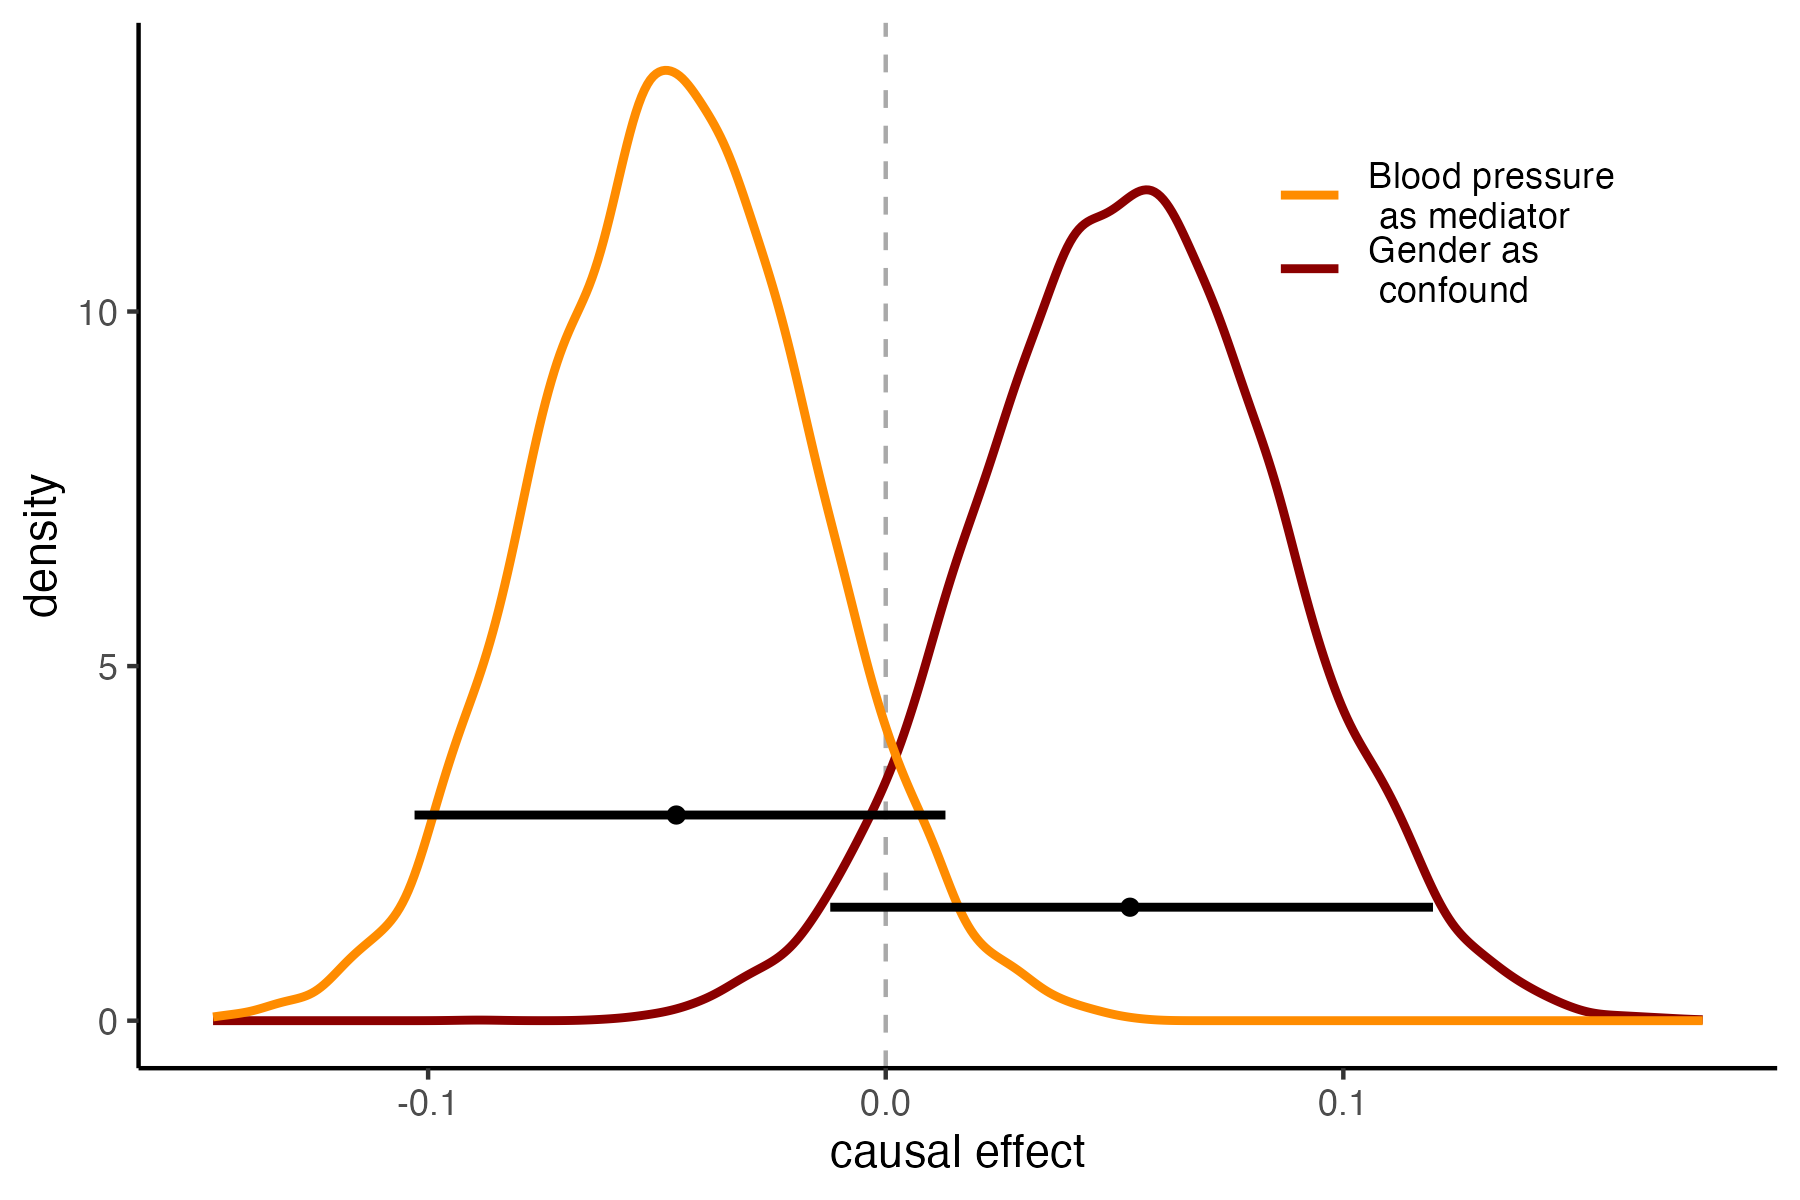 Blood pressure
as mediator
Gender as
confound
10
5
0
density
-0.1
0.0
0.1
causal effect